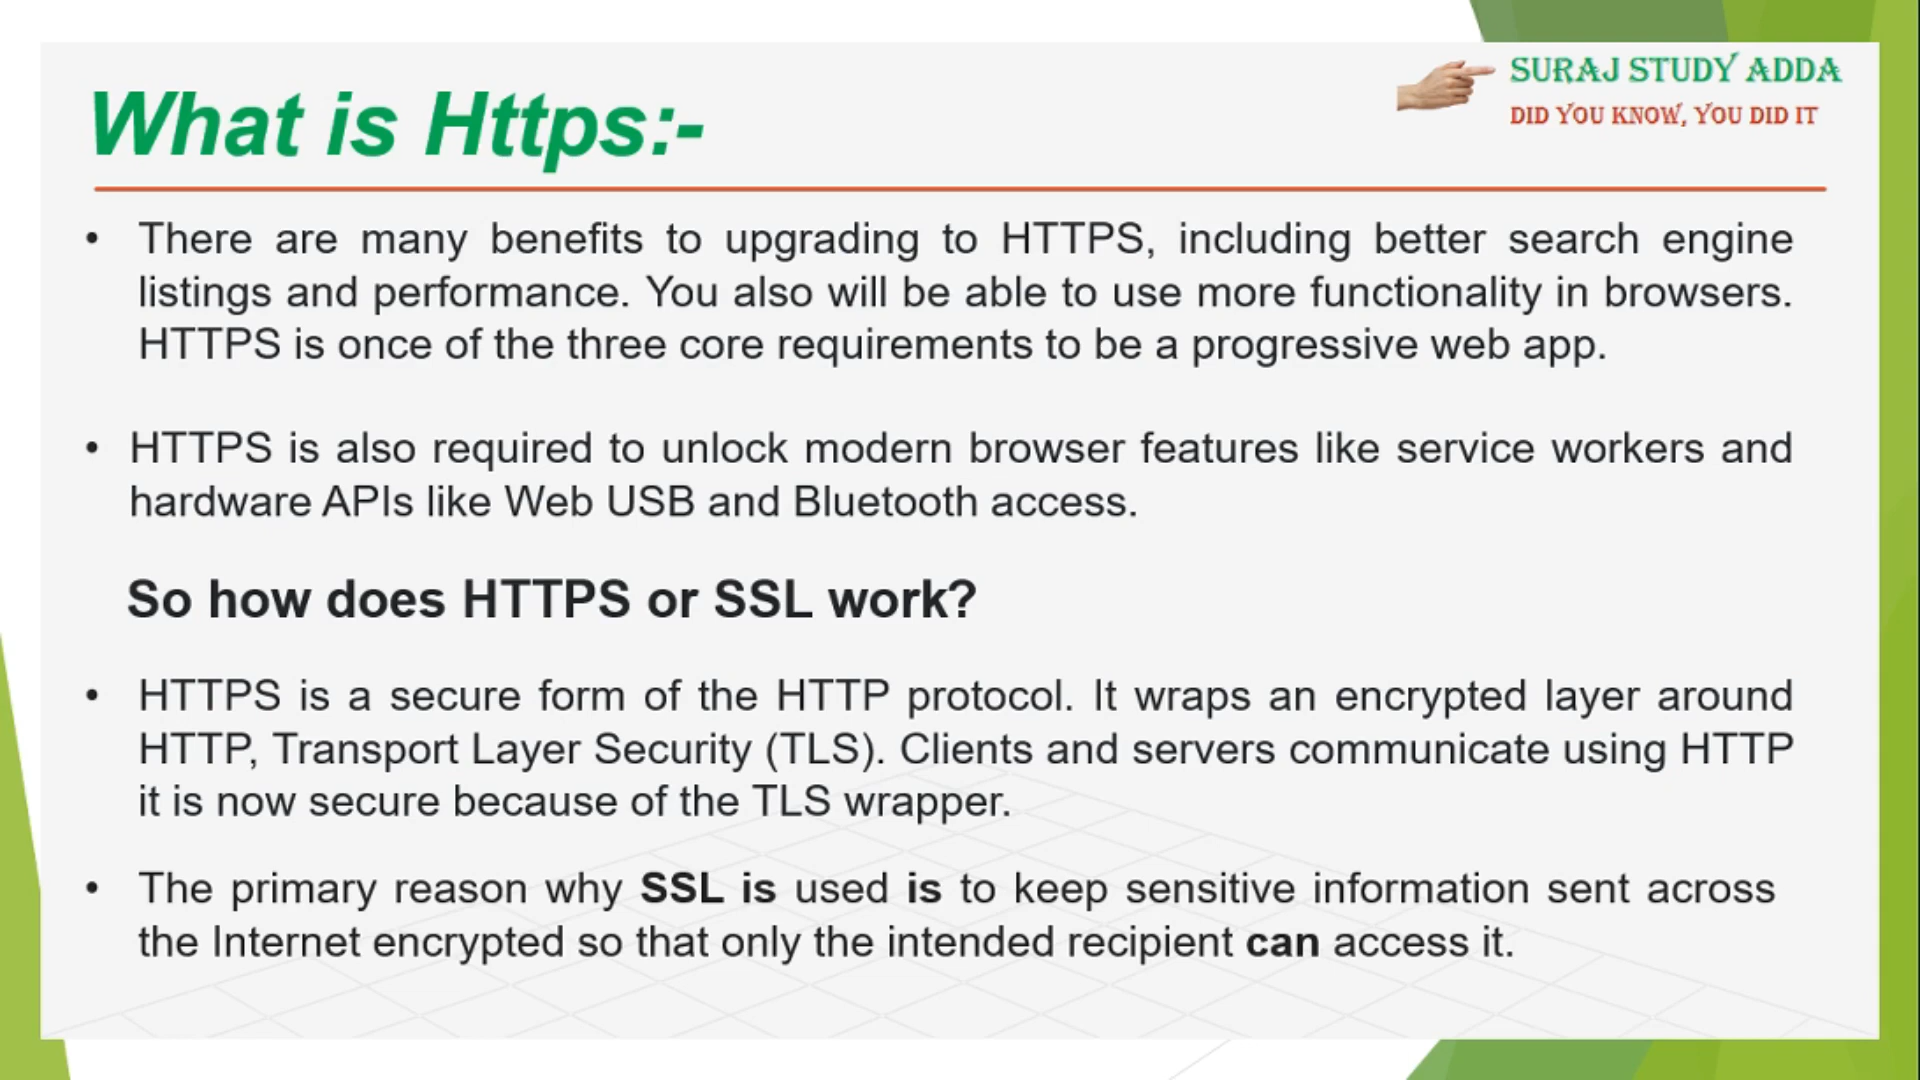 SURAJ STUDY ADDA
DID YOU KNOW, YOU DID IT
What is Https:-
• There are many benefits to upgrading to HTTPS, including better search engine
listings and performance. You also will be able to use more functionality in browsers.
HTTPS is once of the three core requirements to be a progressive web app.
• HTTPS is also required to unlock modern browser features like service workers and
hardware APIs like Web USB and Bluetooth access.
So how does HTTPS or SSL work?
• HTTPS is a secure form of the HTTP protocol. It wraps an encrypted layer around
HTTP, Transport Layer Security (TLS). Clients and servers communicate using HTTP
it is now secure because of the TLS wrapper.
• The primary reason why SSL is used is to keep sensitive information sent across
the Internet encrypted so that only the intended recipient can access it.